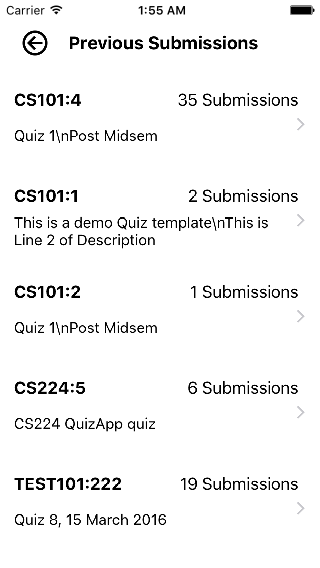 Carrier 1:55 AM
Previous Submissions
CS101:4 35 Submissions
Quiz 1\nPost Midsem
CS101:1 2 Submissions
This is a demo Quiz template\nThis is
Line 2 of Description
CS101:2 1 Submissions
Quiz 1\nPost Midsem
CS224:5 6 Submissions
CS224 QuizApp quiz
TEST101:222 19 Submissions
Quiz 8, 15 March 2016